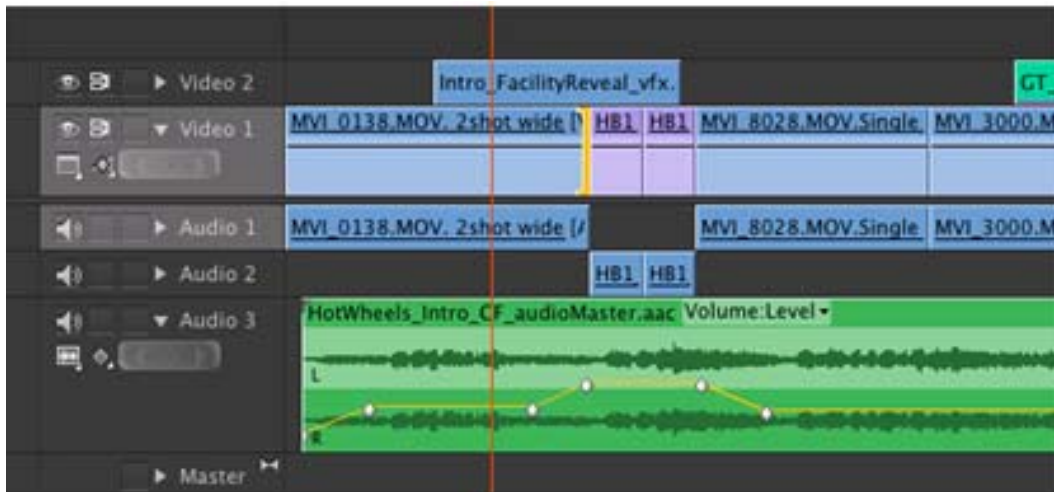 Video 2
Intro_FacilityReveal_vfx.
GT_
Video 1
MVI_0138.MOV. 2shot wide [V
HB1
HB1
MVI_8028.MOV.Single
MVI_3000.M
Audio 1
MVI_0138.MOV. 2shot wide [A
MVI_8028.MOV.Single
MVI_3000.M
Audio 2
HB1
HB1
Audio 3
HotWheels_Intro_CF_audioMaster.aac Volume:Level
L
R
Master